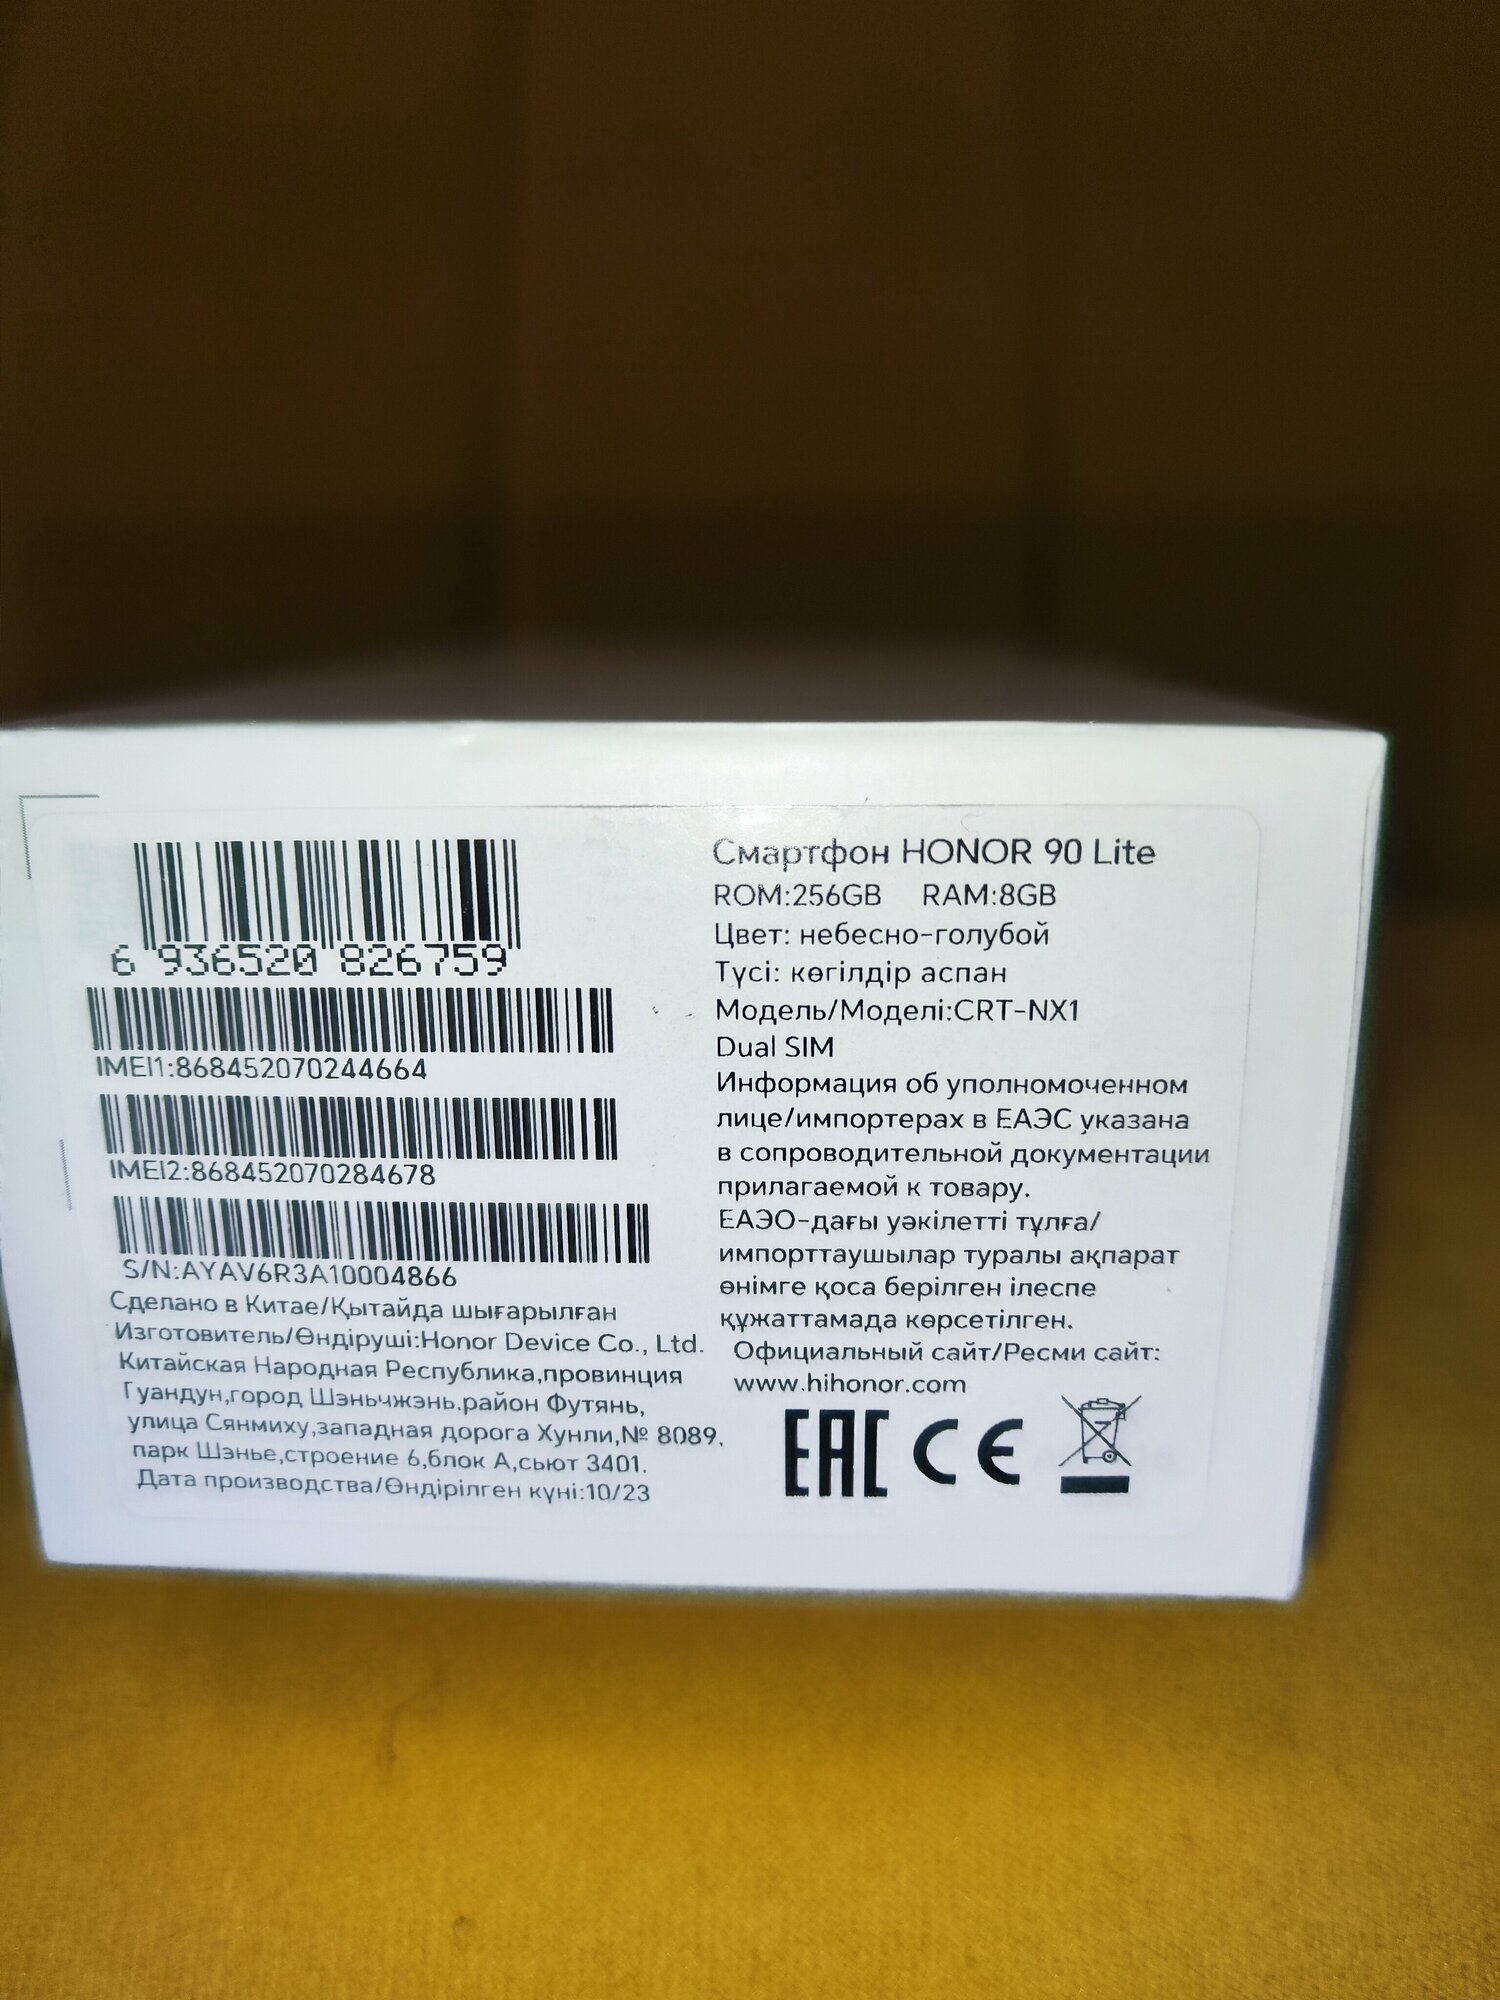 6 936520 826759
IMEI1:868452070244664
IMEI2:868452070284678
S/N:AYAV6R3A10004866
Сделано в Китае/Қытайда шығарылған
Изготовитель/Өндіруші:Honor Device Co., Ltd.
Китайская Народная Республика,провинция
Гуандун,город Шэньчжэнь,район Футянь,
улица Сянмиху,западная дорога Хунли,№ 8089,
парк Шэнье,строение 6,блок А,сьют 3401.
Дата производства/Өндірілген күні:10/23
Смартфон HONOR 90 Lite
ROM:256GB RAM:8GB
Цвет: небесно-голубой
Түсі: көгілдір аспан
Модель/Моделі:CRT-NX1
Dual SIM
Информация об уполномоченном
лице/импортерах в ЕАЭС указана
в сопроводительной документации
прилагаемой к товару.
ЕАЭО-дағы уәкілетті тұлға/
импорттаушылар туралы ақпарат
өнімге қоса берілген ілеспе
құжаттамада көрсетілген.
Официальный сайт/Ресми сайт:
www.hihonor.com
EAC CE